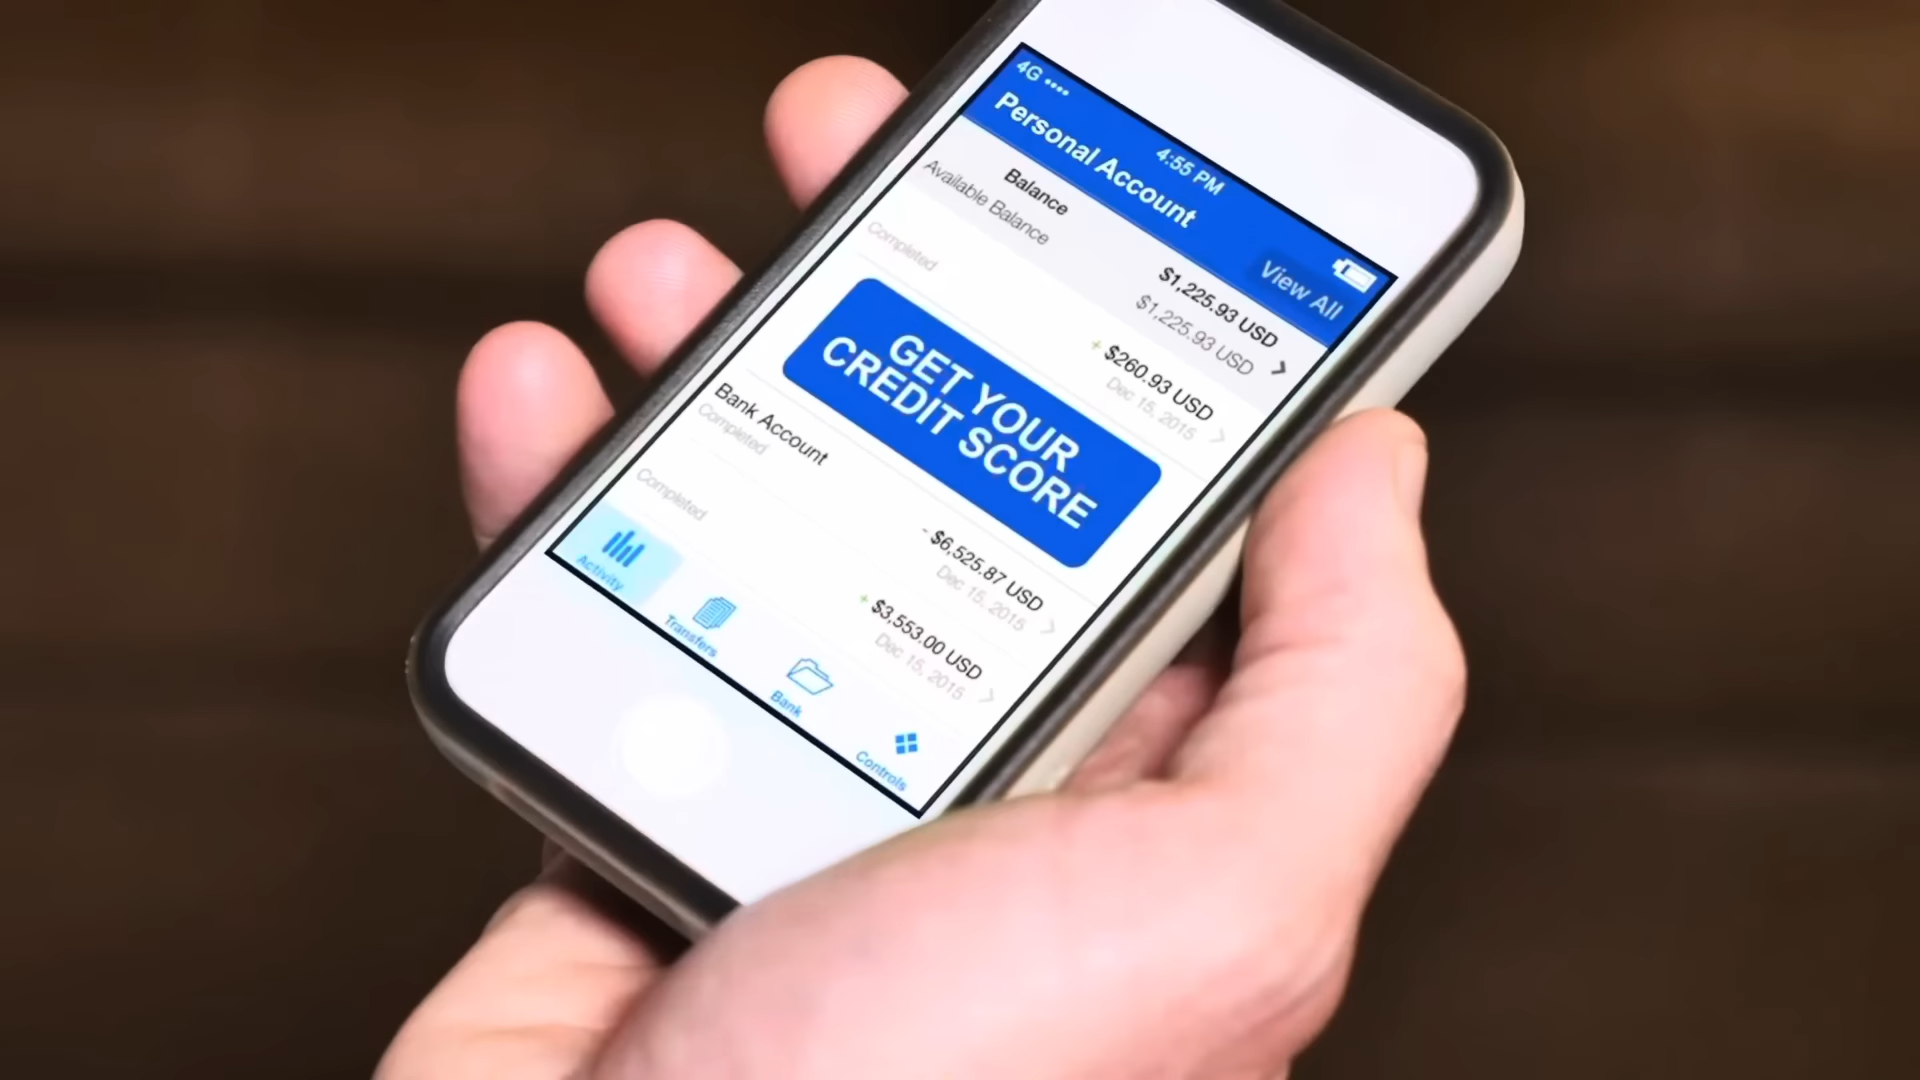 4G
4:55 PM
Personal Account
View All
Balance
$1,225.93 USD
Available Balance
$1,225.93 USD
+ $260.93 USD
Completed
Dec 15, 2015
GET YOUR
CREDIT SCORE
Bank Account
- $6,525.87 USD
Completed
Dec 15, 2015
+ $3,553.00 USD
Completed
Dec 15, 2015
Activity
Transfers
Bank
Controls